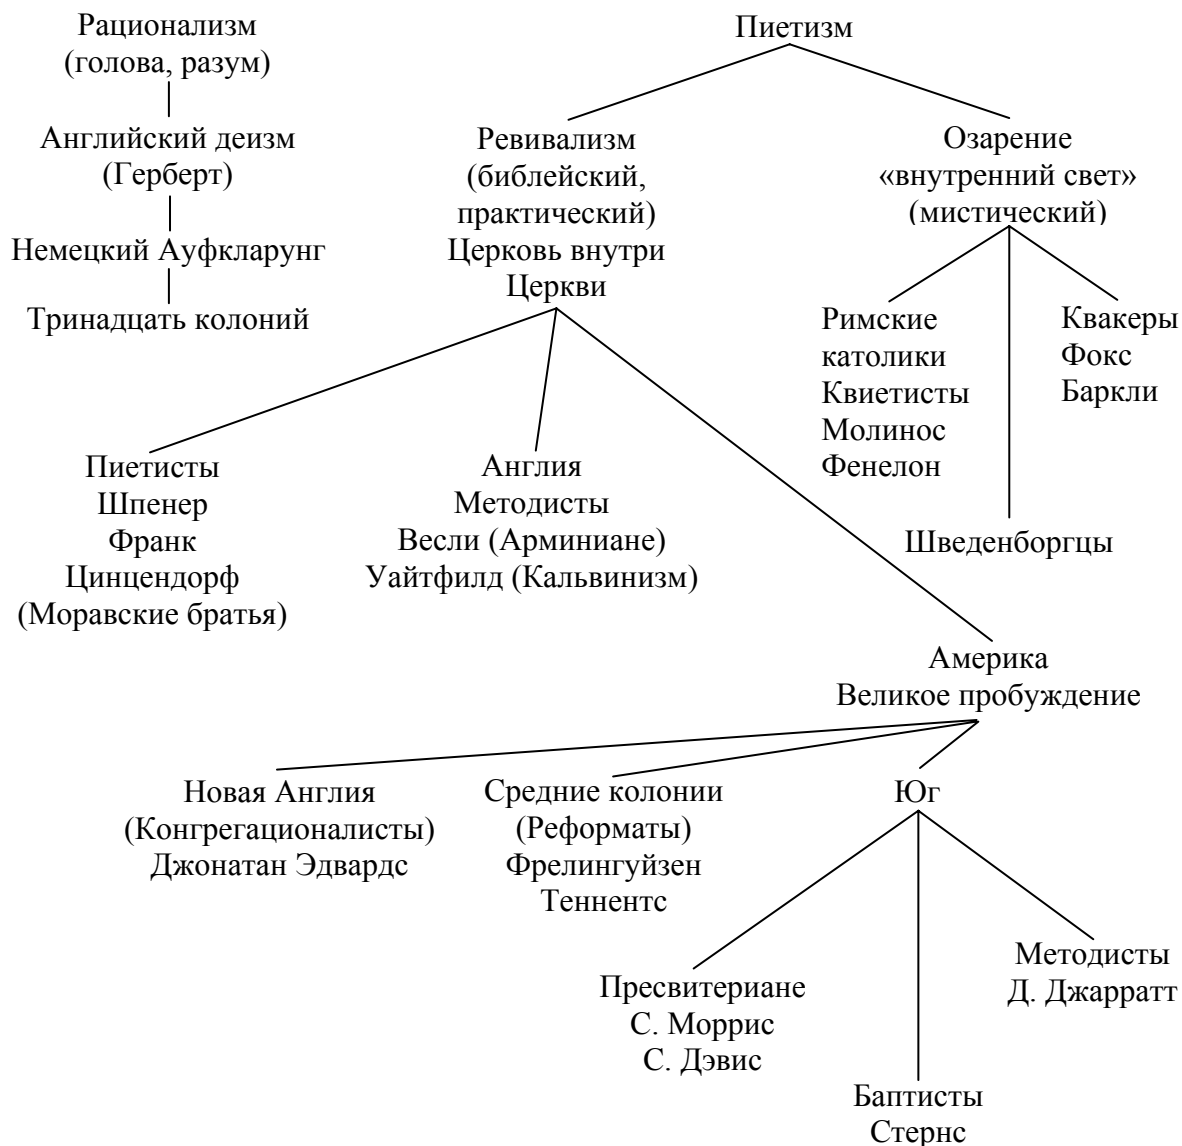 Рационализм
(голова, разум)
Английский деизм
(Герберт)
Немецкий Ауфкларунг
Тринадцать колоний
Пиетизм
Ревивализм
(библейский,
практический)
Церковь внутри
Церкви
Озарение
«внутренний свет»
(мистический)
Римские
католики
Квиетисты
Молинос
Фенелон
Квакеры
Фокс
Баркли
Шведенборгцы
Пиетисты
Шпенер
Франк
Цинцендорф
(Моравские братья)
Англия
Методисты
Весли (Арминиане)
Уайтфилд (Кальвинизм)
Америка
Великое пробуждение
Новая Англия
(Конгрегационалисты)
Джонатан Эдвардс
Средние колонии
(Реформаты)
Фрелингуйзен
Теннентс
Юг
Пресвитериане
С. Моррис
С. Дэвис
Баптисты
Стернс
Методисты
Д. Джарратт